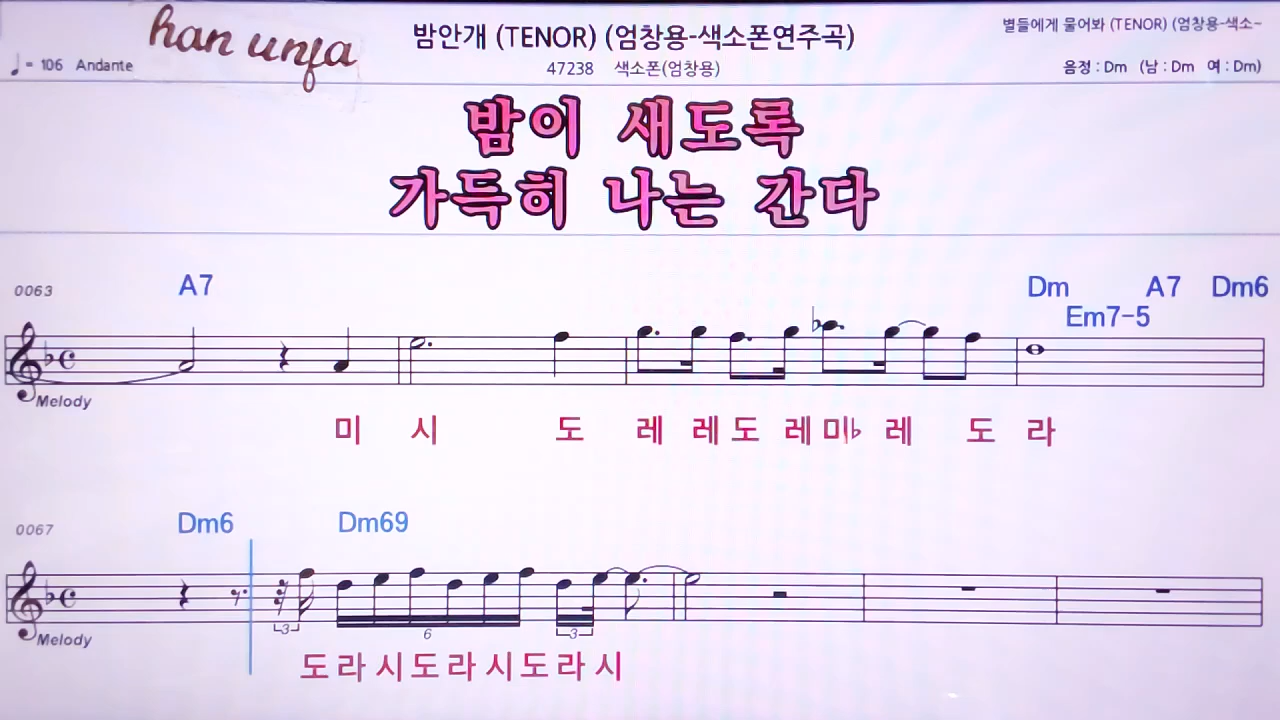 han unja
밤안개 (TENOR) (엄창용-색소폰연주곡)
별들에게 물어봐 (TENOR) (엄창용-색소~
♩= 106 Andante
47238 색소폰(엄창용)
음정 : Dm (남 : Dm 여 : Dm)
밤이 새도록
가득히 나는 간다
0063 A7 Dm Em7-5 A7 Dm6
Melody
미 시 도 레 레 도 레 미♭ 레 도 라
0067 Dm6 Dm69
3 6 3
Melody
도 라 시 도 라 시 도 라 시